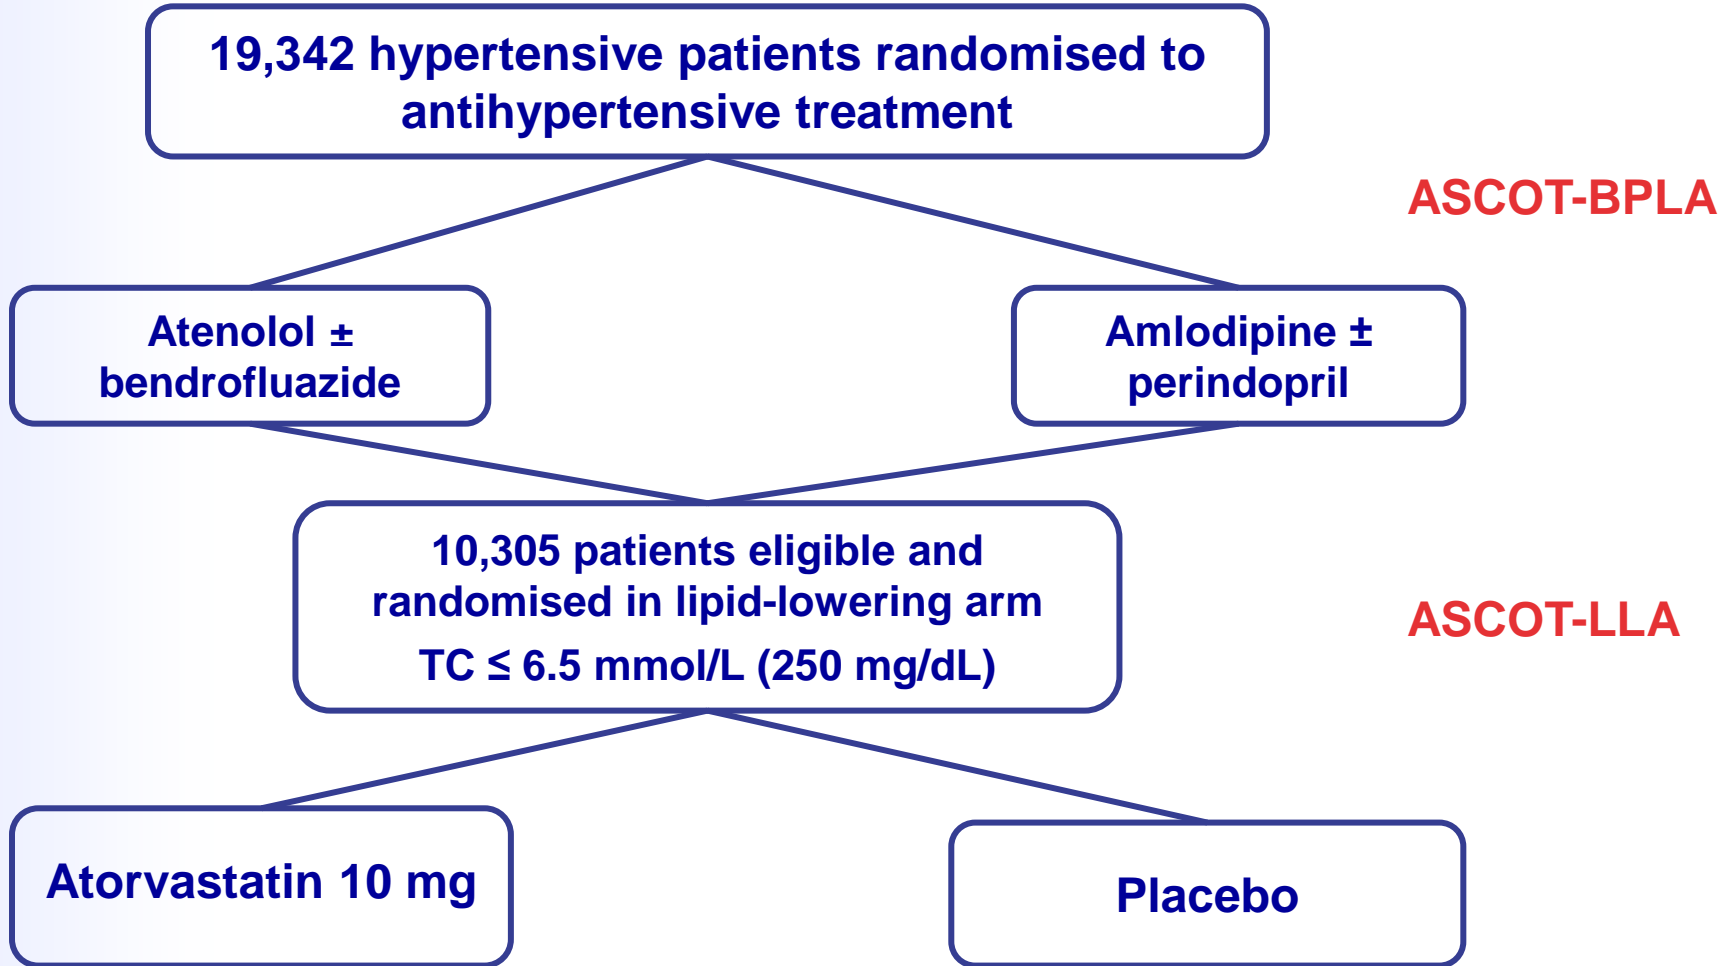 19,342 hypertensive patients randomised to
antihypertensive treatment
ASCOT-BPLA
Atenolol ±
bendrofluazide
Amlodipine ±
perindopril
10,305 patients eligible and
randomised in lipid-lowering arm
TC ≤ 6.5 mmol/L (250 mg/dL)
ASCOT-LLA
Atorvastatin 10 mg
Placebo